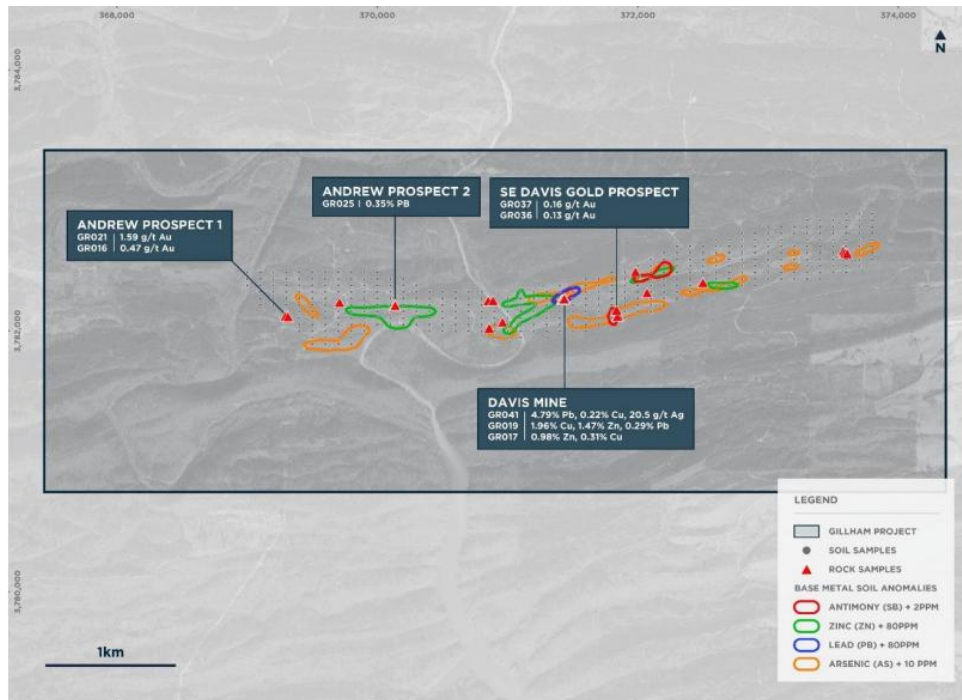 368,000
370,000
372,000
374,000
N
3,784,000
3,782,000
3,780,000
ANDREW PROSPECT 1
GR021 | 1.59 g/t Au
GR016 | 0.47 g/t Au
ANDREW PROSPECT 2
GR025 | 0.35% PB
SE DAVIS GOLD PROSPECT
GR037 | 0.16 g/t Au
GR036 | 0.13 g/t Au
DAVIS MINE
GR041 | 4.79% Pb, 0.22% Cu, 20.5 g/t Ag
GR019 | 1.96% Cu, 1.47% Zn, 0.29% Pb
GR017 | 0.98% Zn, 0.31% Cu
1km
LEGEND
GILLHAM PROJECT
SOIL SAMPLES
ROCK SAMPLES
BASE METAL SOIL ANOMALIES
ANTIMONY (SB) + 2PPM
ZINC (ZN) + 80PPM
LEAD (PB) + 80PPM
ARSENIC (AS) + 10 PPM